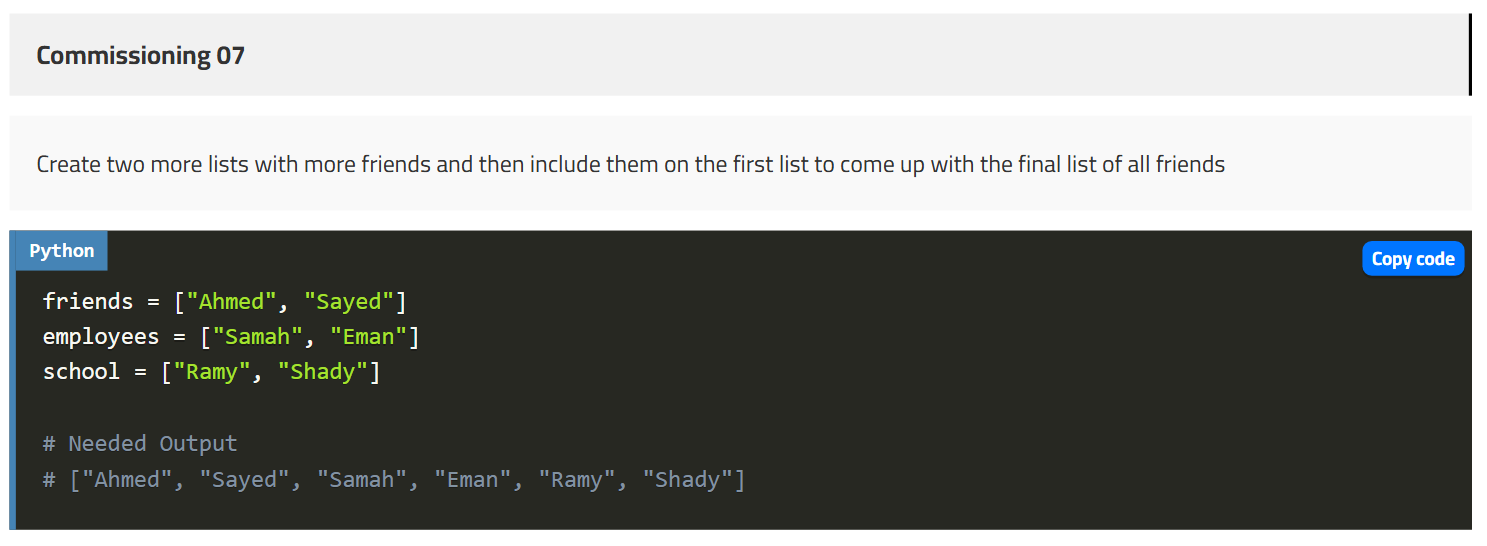 Commissioning 07
Create two more lists with more friends and then include them on the first list to come up with the final list of all friends
Python
Copy code
friends = ["Ahmed", "Sayed"]
employees = ["Samah", "Eman"]
school = ["Ramy", "Shady"]
# Needed Output
# ["Ahmed", "Sayed", "Samah", "Eman", "Ramy", "Shady"]